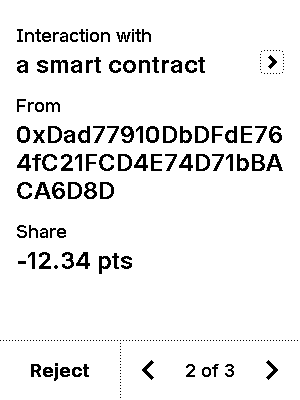 Interaction with
a smart contract
From
0xDad77910DbDFdE76
4fC21FCD4E74D71bBA
CA6D8D
Share
-12.34 pts
Reject
2 of 3